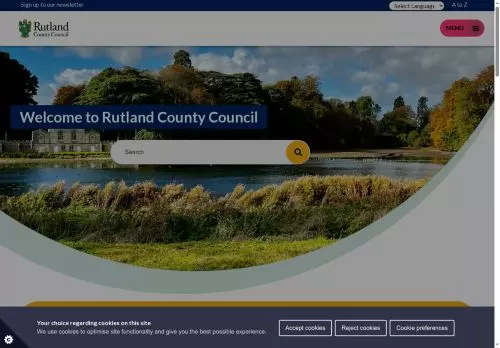 Sign up to our newsletter
Select Language
A to Z
Rutland
County Council
MENU
Welcome to Rutland County Council
Search
Your choice regarding cookies on this site
We use cookies to optimise site functionality and give you the best possible experience.
Accept cookies
Reject cookies
Cookie preferences